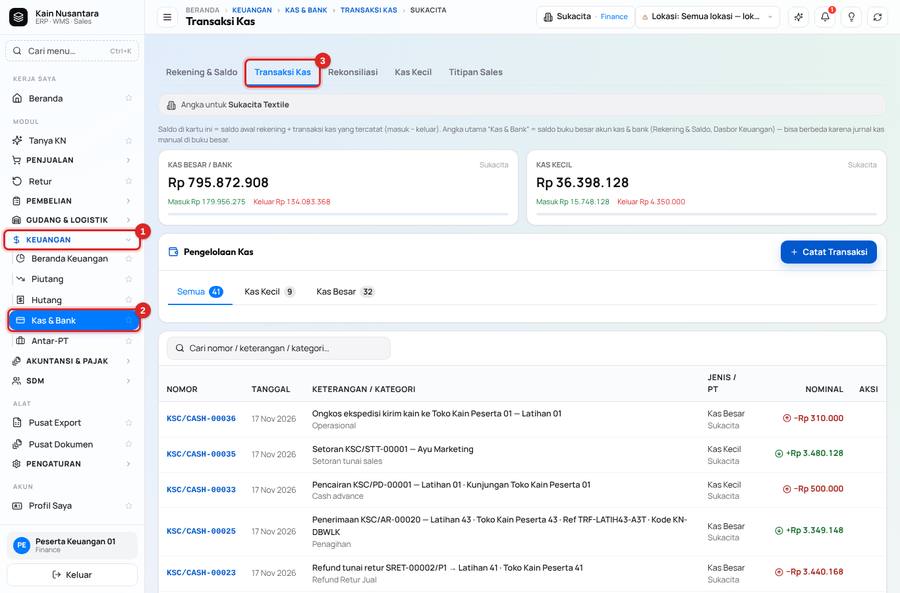 Kain Nusantara
ERP · WMS · Sales
Cari menu...
Ctrl+K
KERJA SAYA
Beranda
MODUL
Tanya KN
PENJUALAN
Retur
PEMBELIAN
GUDANG & LOGISTIK
KEUANGAN
1
Beranda Keuangan
Piutang
Hutang
2
Kas & Bank
Antar-PT
AKUNTANSI & PAJAK
SDM
ALAT
Pusat Export
Pusat Dokumen
PENGATURAN
AKUN
Profil Saya
PE
Peserta Keuangan 01
Finance
Keluar
BERANDA › KEUANGAN › KAS & BANK › TRANSAKSI KAS › SUKACITA
Transaksi Kas
Sukacita · Finance
Lokasi: Semua lokasi — lok...
1
Rekening & Saldo
Transaksi Kas
3
Rekonsiliasi
Kas Kecil
Titipan Sales
Angka untuk Sukacita Textile
Saldo di kartu ini = saldo awal rekening + transaksi kas yang tercatat (masuk − keluar). Angka utama "Kas & Bank" = saldo buku besar akun kas & bank (Rekening & Saldo, Dasbor Keuangan) — bisa berbeda karena jurnal kas
manual di buku besar.
KAS BESAR / BANK
Sukacita
Rp 795.872.908
Masuk Rp 179.956.275 Keluar Rp 134.083.368
KAS KECIL
Sukacita
Rp 36.398.128
Masuk Rp 15.748.128 Keluar Rp 4.350.000
Pengelolaan Kas
+ Catat Transaksi
Semua 41
Kas Kecil 9
Kas Besar 32
Cari nomor / keterangan / kategori...
NOMOR TANGGAL KETERANGAN / KATEGORI JENIS / PT NOMINAL AKSI
KSC/CASH-00036 17 Nov 2026 Ongkos ekspedisi kirim kain ke Toko Kain Peserta 01 — Latihan 01 Kas Besar −Rp 310.000
Operasional Sukacita
KSC/CASH-00035 17 Nov 2026 Setoran KSC/STT-00001 — Ayu Marketing Kas Kecil +Rp 3.480.128
Setoran tunai sales Sukacita
KSC/CASH-00033 17 Nov 2026 Pencairan KSC/PD-00001 — Latihan 01 · Kunjungan Toko Kain Peserta 01 Kas Kecil −Rp 500.000
Cash advance Sukacita
KSC/CASH-00025 17 Nov 2026 Penerimaan KSC/AR-00020 — Latihan 43 · Toko Kain Peserta 43 · Ref TRF-LATIH43-A3T · Kode KN-DBWLK Kas Besar +Rp 3.349.148
Penagihan Sukacita
KSC/CASH-00023 17 Nov 2026 Refund tunai retur SRET-00002/P1 → Latihan 41 · Toko Kain Peserta 41 Kas Besar −Rp 3.440.168
Refund Retur Jual Sukacita